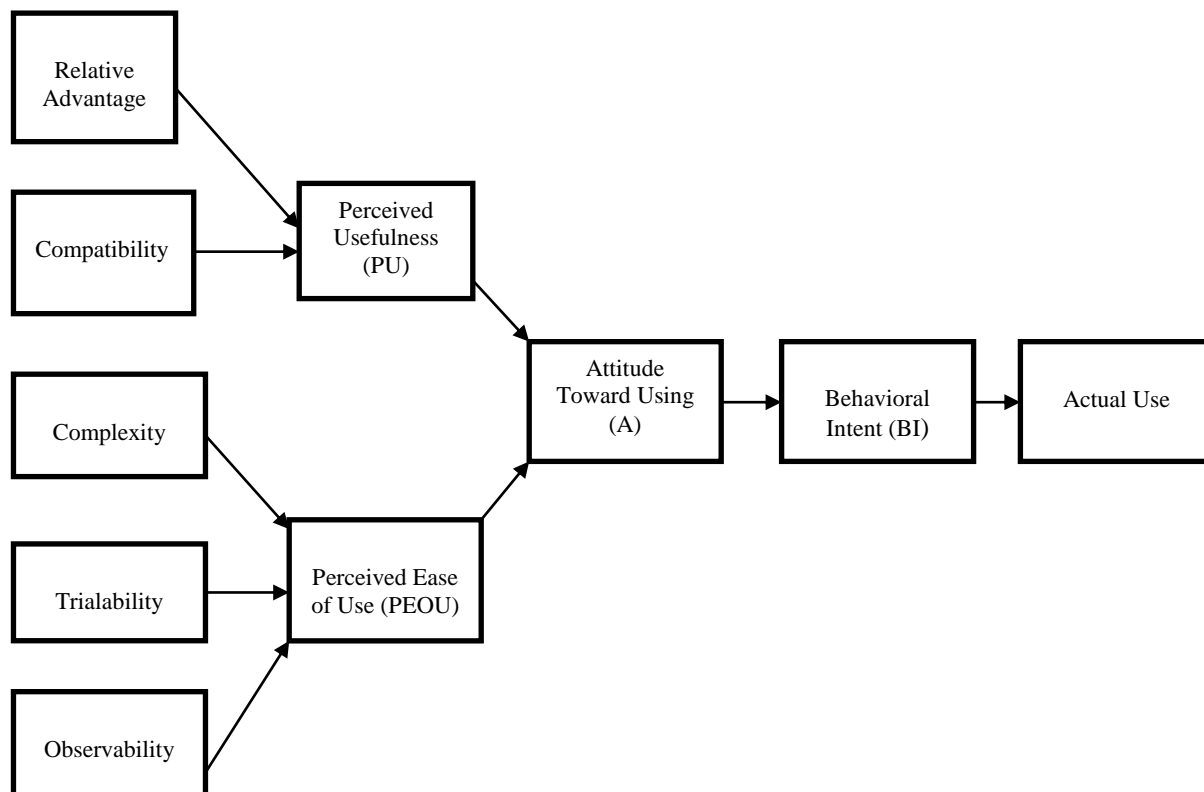 Relative
Advantage
Compatibility
Perceived
Usefulness
(PU)
Complexity
Trialability
Observability
Perceived Ease
of Use (PEOU)
Attitude
Toward Using
(A)
Behavioral
Intent (BI)
Actual Use